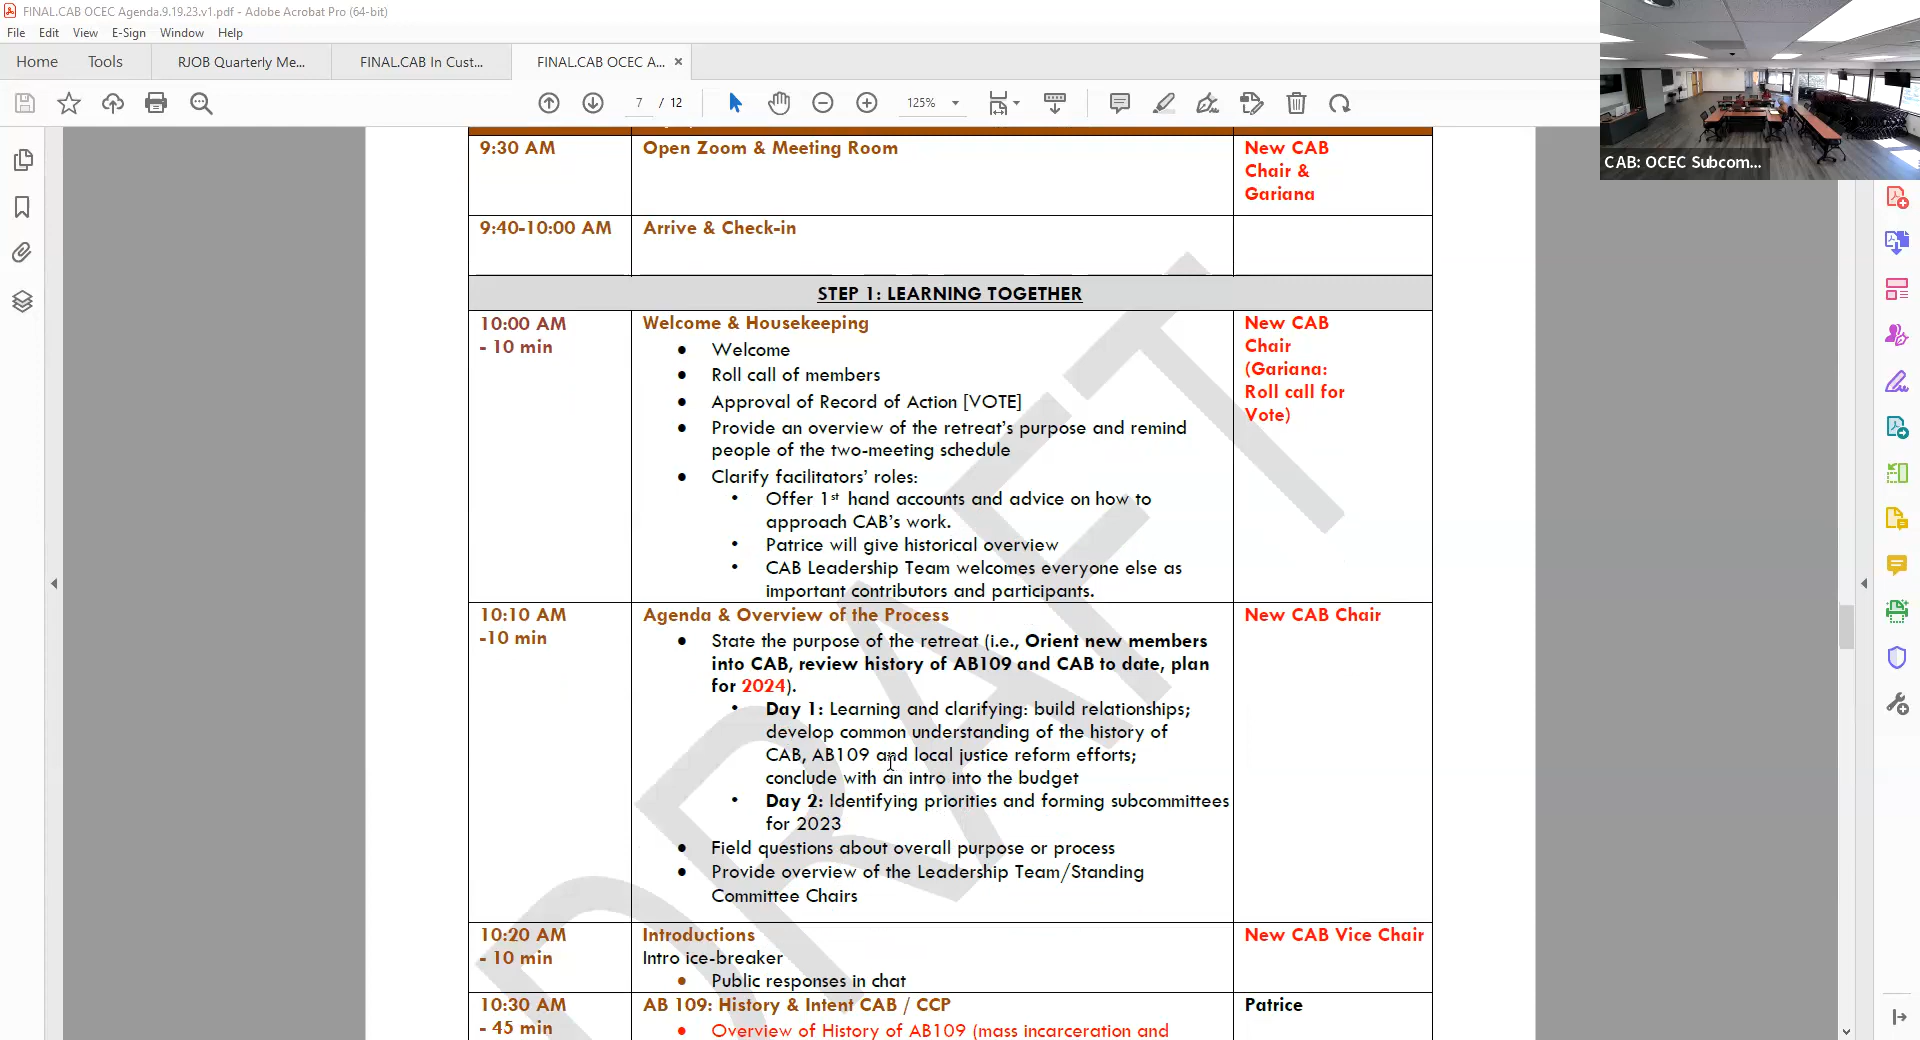 FINAL.CAB OCEC Agenda.9.19.23.v1.pdf - Adobe Acrobat Pro (64-bit)
File Edit View E-Sign Window Help
Home Tools RJOB Quarterly Me... FINAL.CAB In Cust... FINAL.CAB OCEC A... ×
7 / 12 125%
CAB: OCEC Subcom...
9:30 AM Open Zoom & Meeting Room New CAB
Chair &
Gariana
9:40-10:00 AM Arrive & Check-in
STEP 1: LEARNING TOGETHER
10:00 AM Welcome & Housekeeping New CAB
- 10 min • Welcome Chair
• Roll call of members (Gariana:
• Approval of Record of Action [VOTE] Roll call for
• Provide an overview of the retreat's purpose and remind Vote)
people of the two-meeting schedule
• Clarify facilitators' roles:
• Offer 1st hand accounts and advice on how to
approach CAB's work.
• Patrice will give historical overview
• CAB Leadership Team welcomes everyone else as
important contributors and participants.
10:10 AM Agenda & Overview of the Process New CAB Chair
-10 min • State the purpose of the retreat (i.e., Orient new members
into CAB, review history of AB109 and CAB to date, plan
for 2024).
• Day 1: Learning and clarifying: build relationships;
develop common understanding of the history of
CAB, AB109 and local justice reform efforts;
conclude with an intro into the budget
• Day 2: Identifying priorities and forming subcommittees
for 2023
• Field questions about overall purpose or process
• Provide overview of the Leadership Team/Standing
Committee Chairs
10:20 AM Introductions New CAB Vice Chair
- 10 min Intro ice-breaker
• Public responses in chat
10:30 AM AB 109: History & Intent CAB / CCP Patrice
- 45 min • Overview of History of AB109 (mass incarceration and
DRAFT